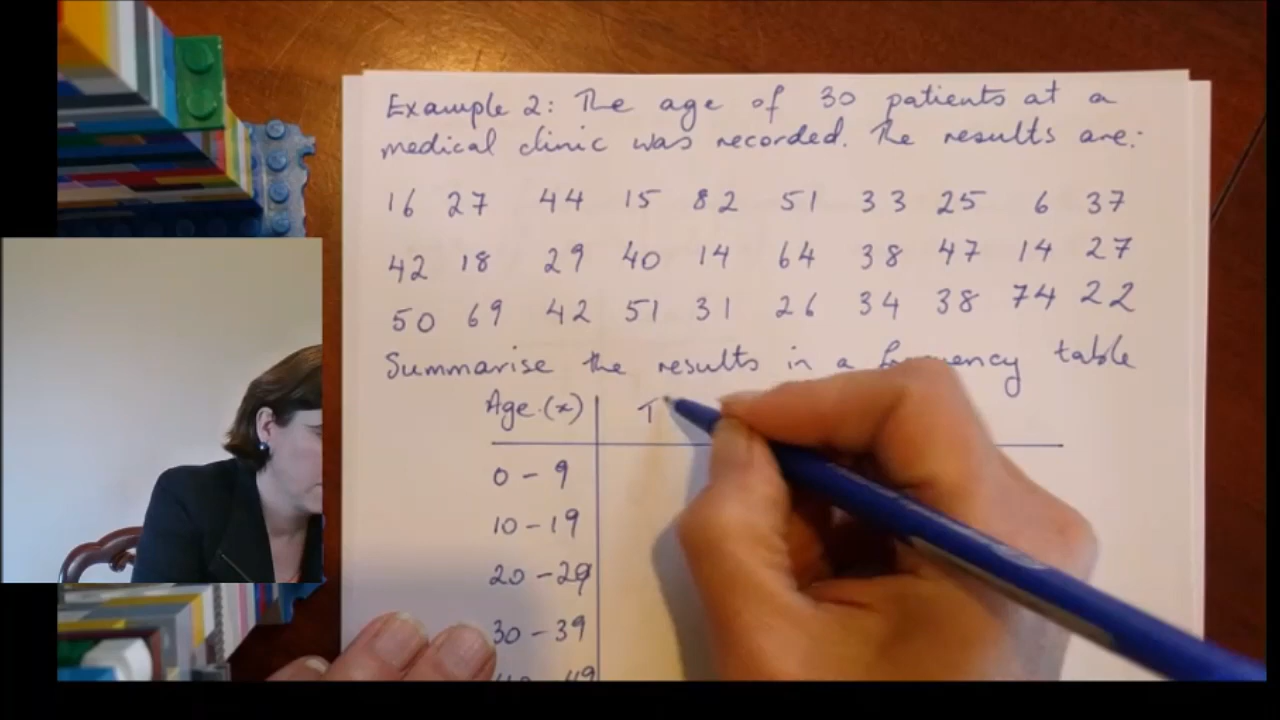 Example 2: The age of 30 patients at a
medical clinic was recorded. The results are:
16 27 44 15 82 51 33 25 6 37
42 18 29 40 14 64 38 47 14 27
50 69 42 51 31 26 34 38 74 22
Summarise the results in a table
Age (x) T
0 - 9
10 - 19
20 - 29
30 - 39